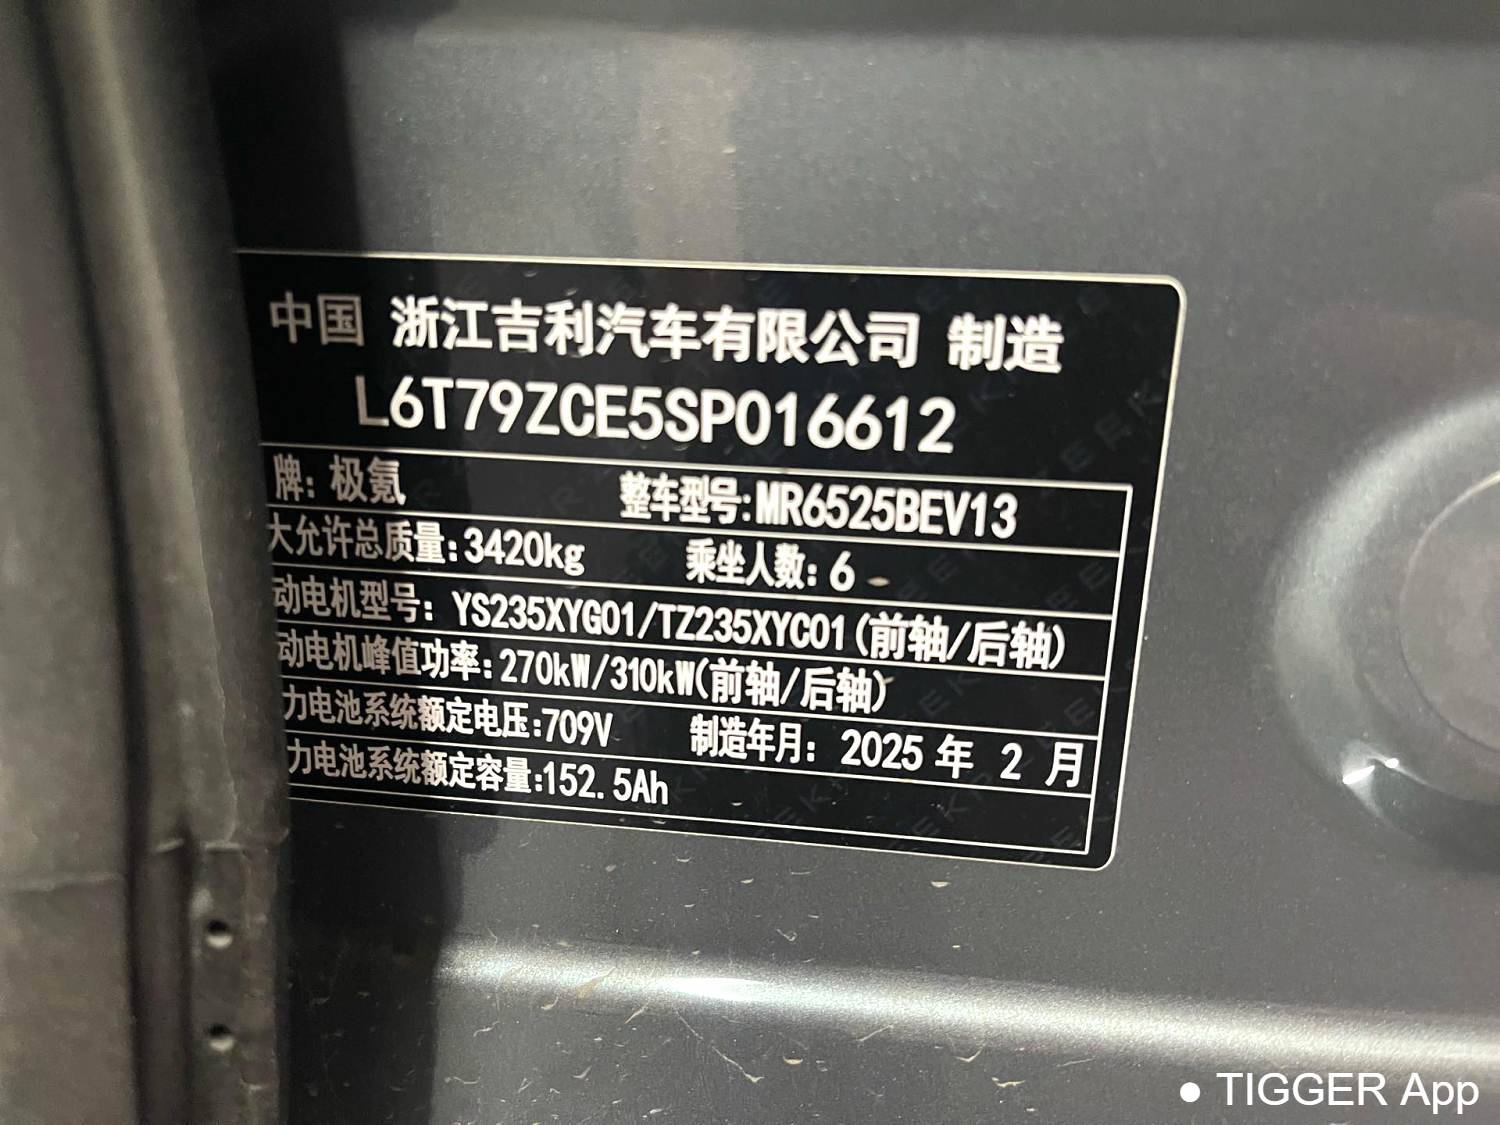 中国 浙江吉利汽车有限公司 制造
L6T79ZCE5SP016612
牌: 极氪 整车型号:MR6525BEV13
大允许总质量:3420kg 乘坐人数: 6
动电机型号: YS235XYG01/TZ235XYC01(前轴/后轴)
动电机峰值功率:270kW/310kW(前轴/后轴)
力电池系统额定电压:709V 制造年月: 2025 年 2 月
力电池系统额定容量:152.5Ah
● TIGGER App